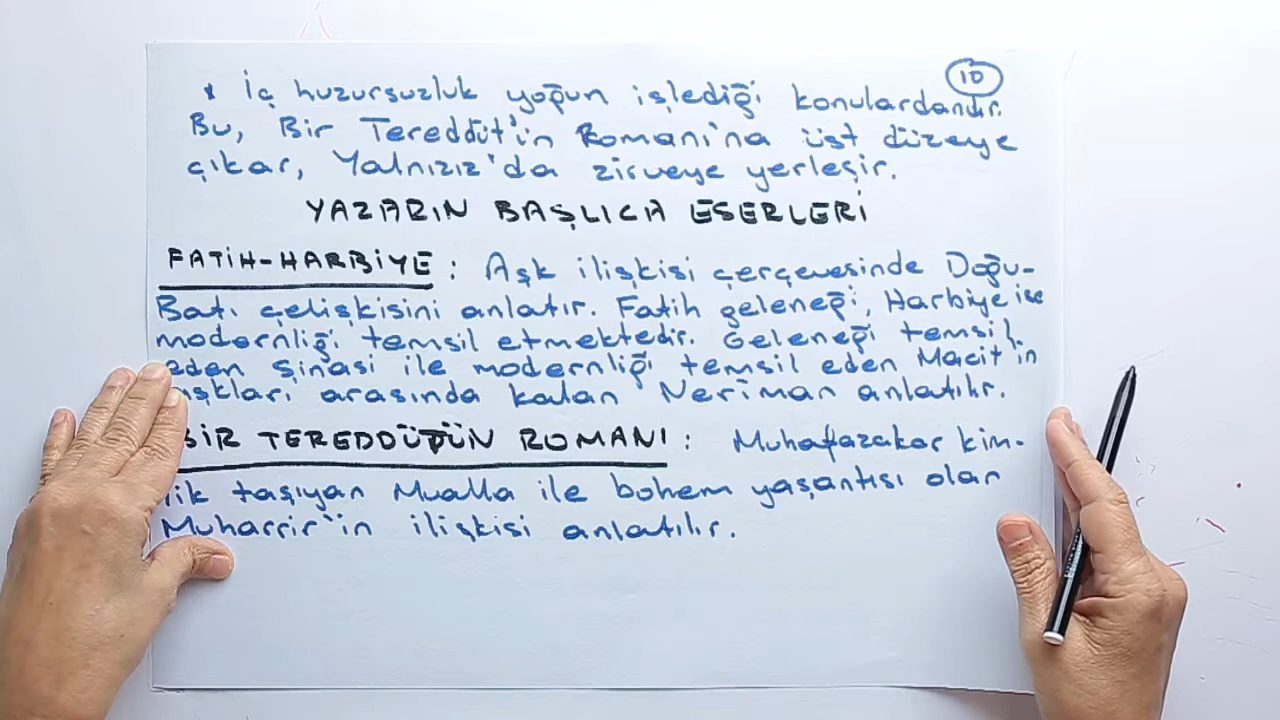 10
* İç huzursuzluk yoğun işlediği konulardandır.
Bu, Bir Tereddüt'ün Romanı'na üst düzeye
çıkar, Yalnızız'da zirveye yerleşir.
YAZARIN BAŞLICA ESERLERİ
FATİH-HARBİYE : Aşk ilişkisi çerçevesinde Doğu-
Batı çelişkisini anlatır. Fatih geleneği, Harbiye ise
modernliği temsil etmektedir. Geleneği temsil
eden Şinasi ile modernliği temsil eden Macit'in
aşkları arasında kalan Neriman anlatılır.
BİR TEREDDÜDÜN ROMANI : Muhafazakar kim-
lik taşıyan Mualla ile bohem yaşantısı olan
Muharrir'in ilişkisi anlatılır.